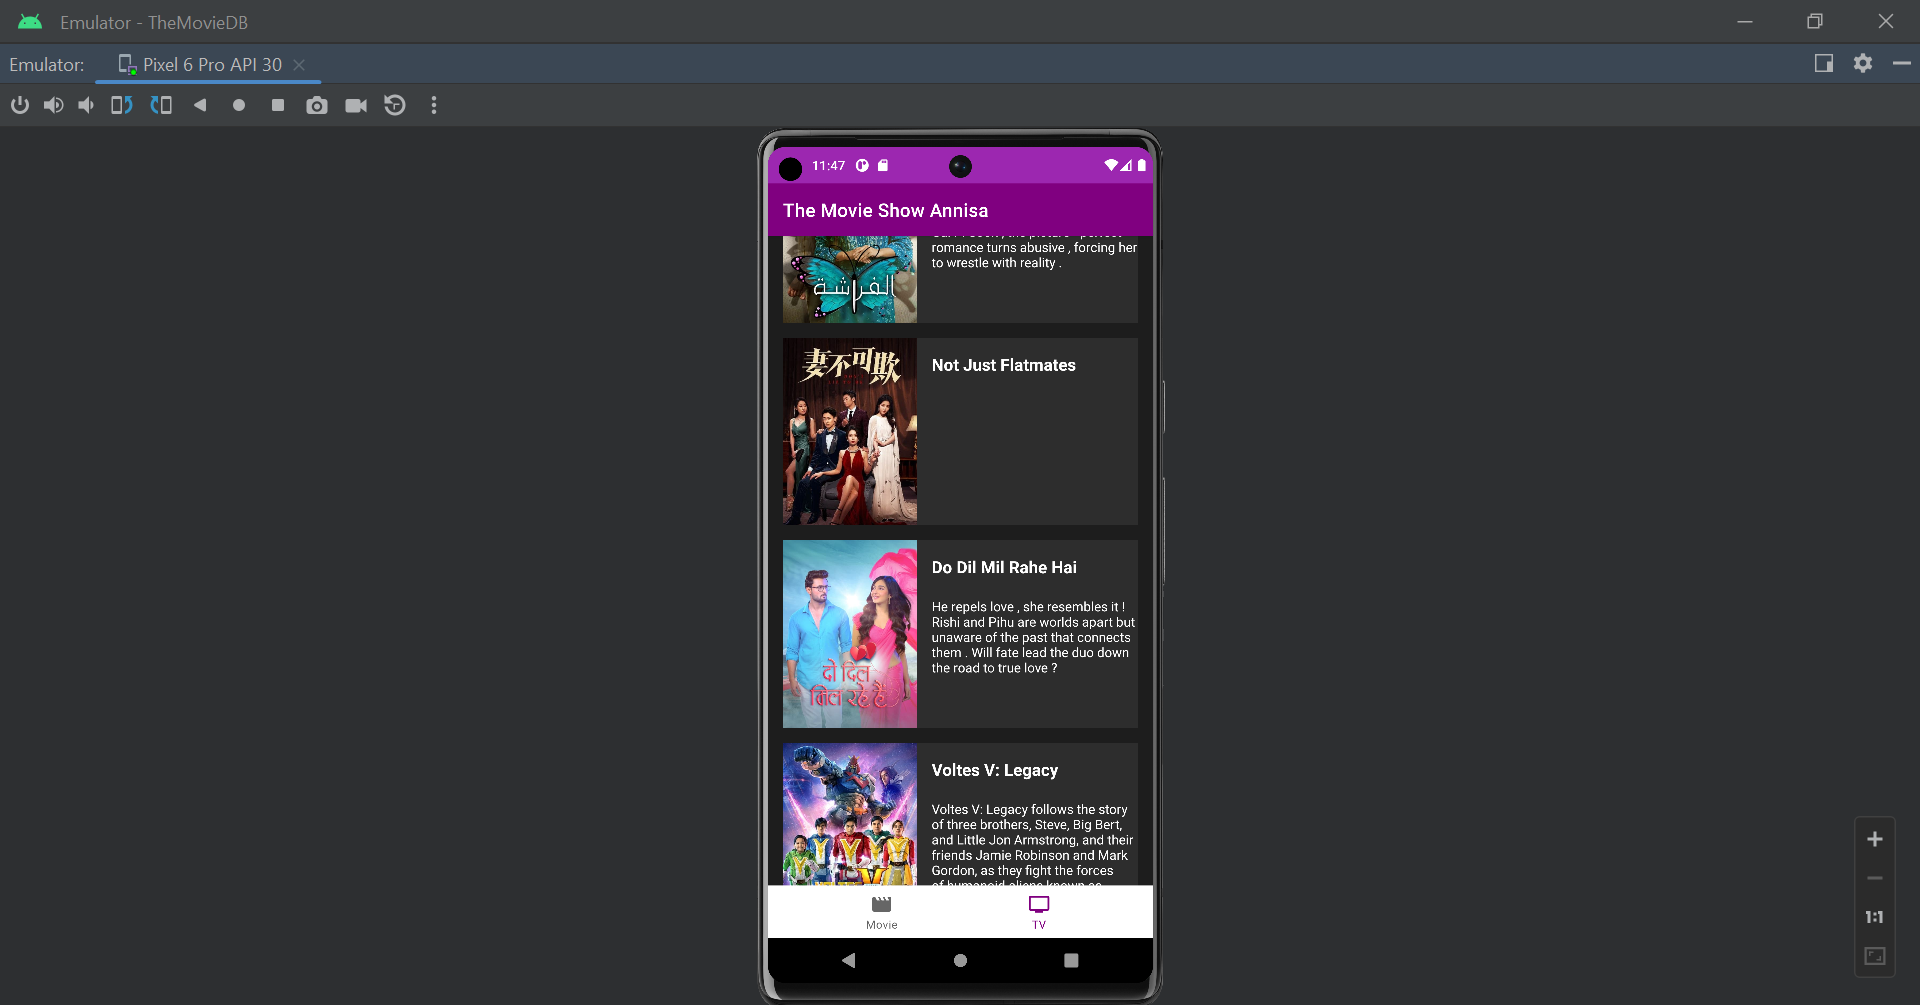 Emulator - TheMovieDB
Emulator:
Pixel 6 Pro API 30
11:47
The Movie Show Annisa
romance turns abusive , forcing her
to wrestle with reality .
الفراشة
妻不可欺
Not Just Flatmates
Do Dil Mil Rahe Hai
He repels love , she resembles it !
Rishi and Pihu are worlds apart but
unaware of the past that connects
them . Will fate lead the duo down
the road to true love ?
दो दिल
मिल रहे हैं
Voltes V: Legacy
Voltes V: Legacy follows the story
of three brothers, Steve, Big Bert,
and Little Jon Armstrong, and their
friends Jamie Robinson and Mark
Gordon, as they fight the forces
of humanoid aliens known as
Movie
TV
1:1